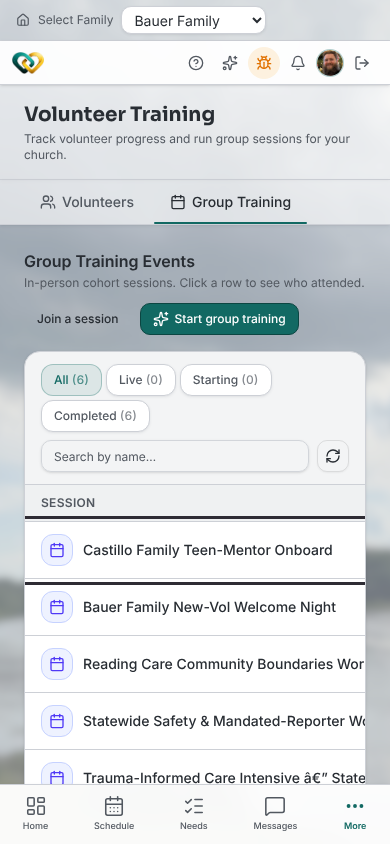 Select Family Bauer Family
Volunteer Training
Track volunteer progress and run group sessions for your
church.
Volunteers Group Training
Group Training Events
In-person cohort sessions. Click a row to see who attended.
Join a session Start group training
All (6) Live (0) Starting (0)
Completed (6)
Search by name...
SESSION
Castillo Family Teen-Mentor Onboard
Bauer Family New-Vol Welcome Night
Reading Care Community Boundaries Wor
Statewide Safety & Mandated-Reporter Wo
Trauma-Informed Care Intensive â€” State
Home Schedule Needs Messages More